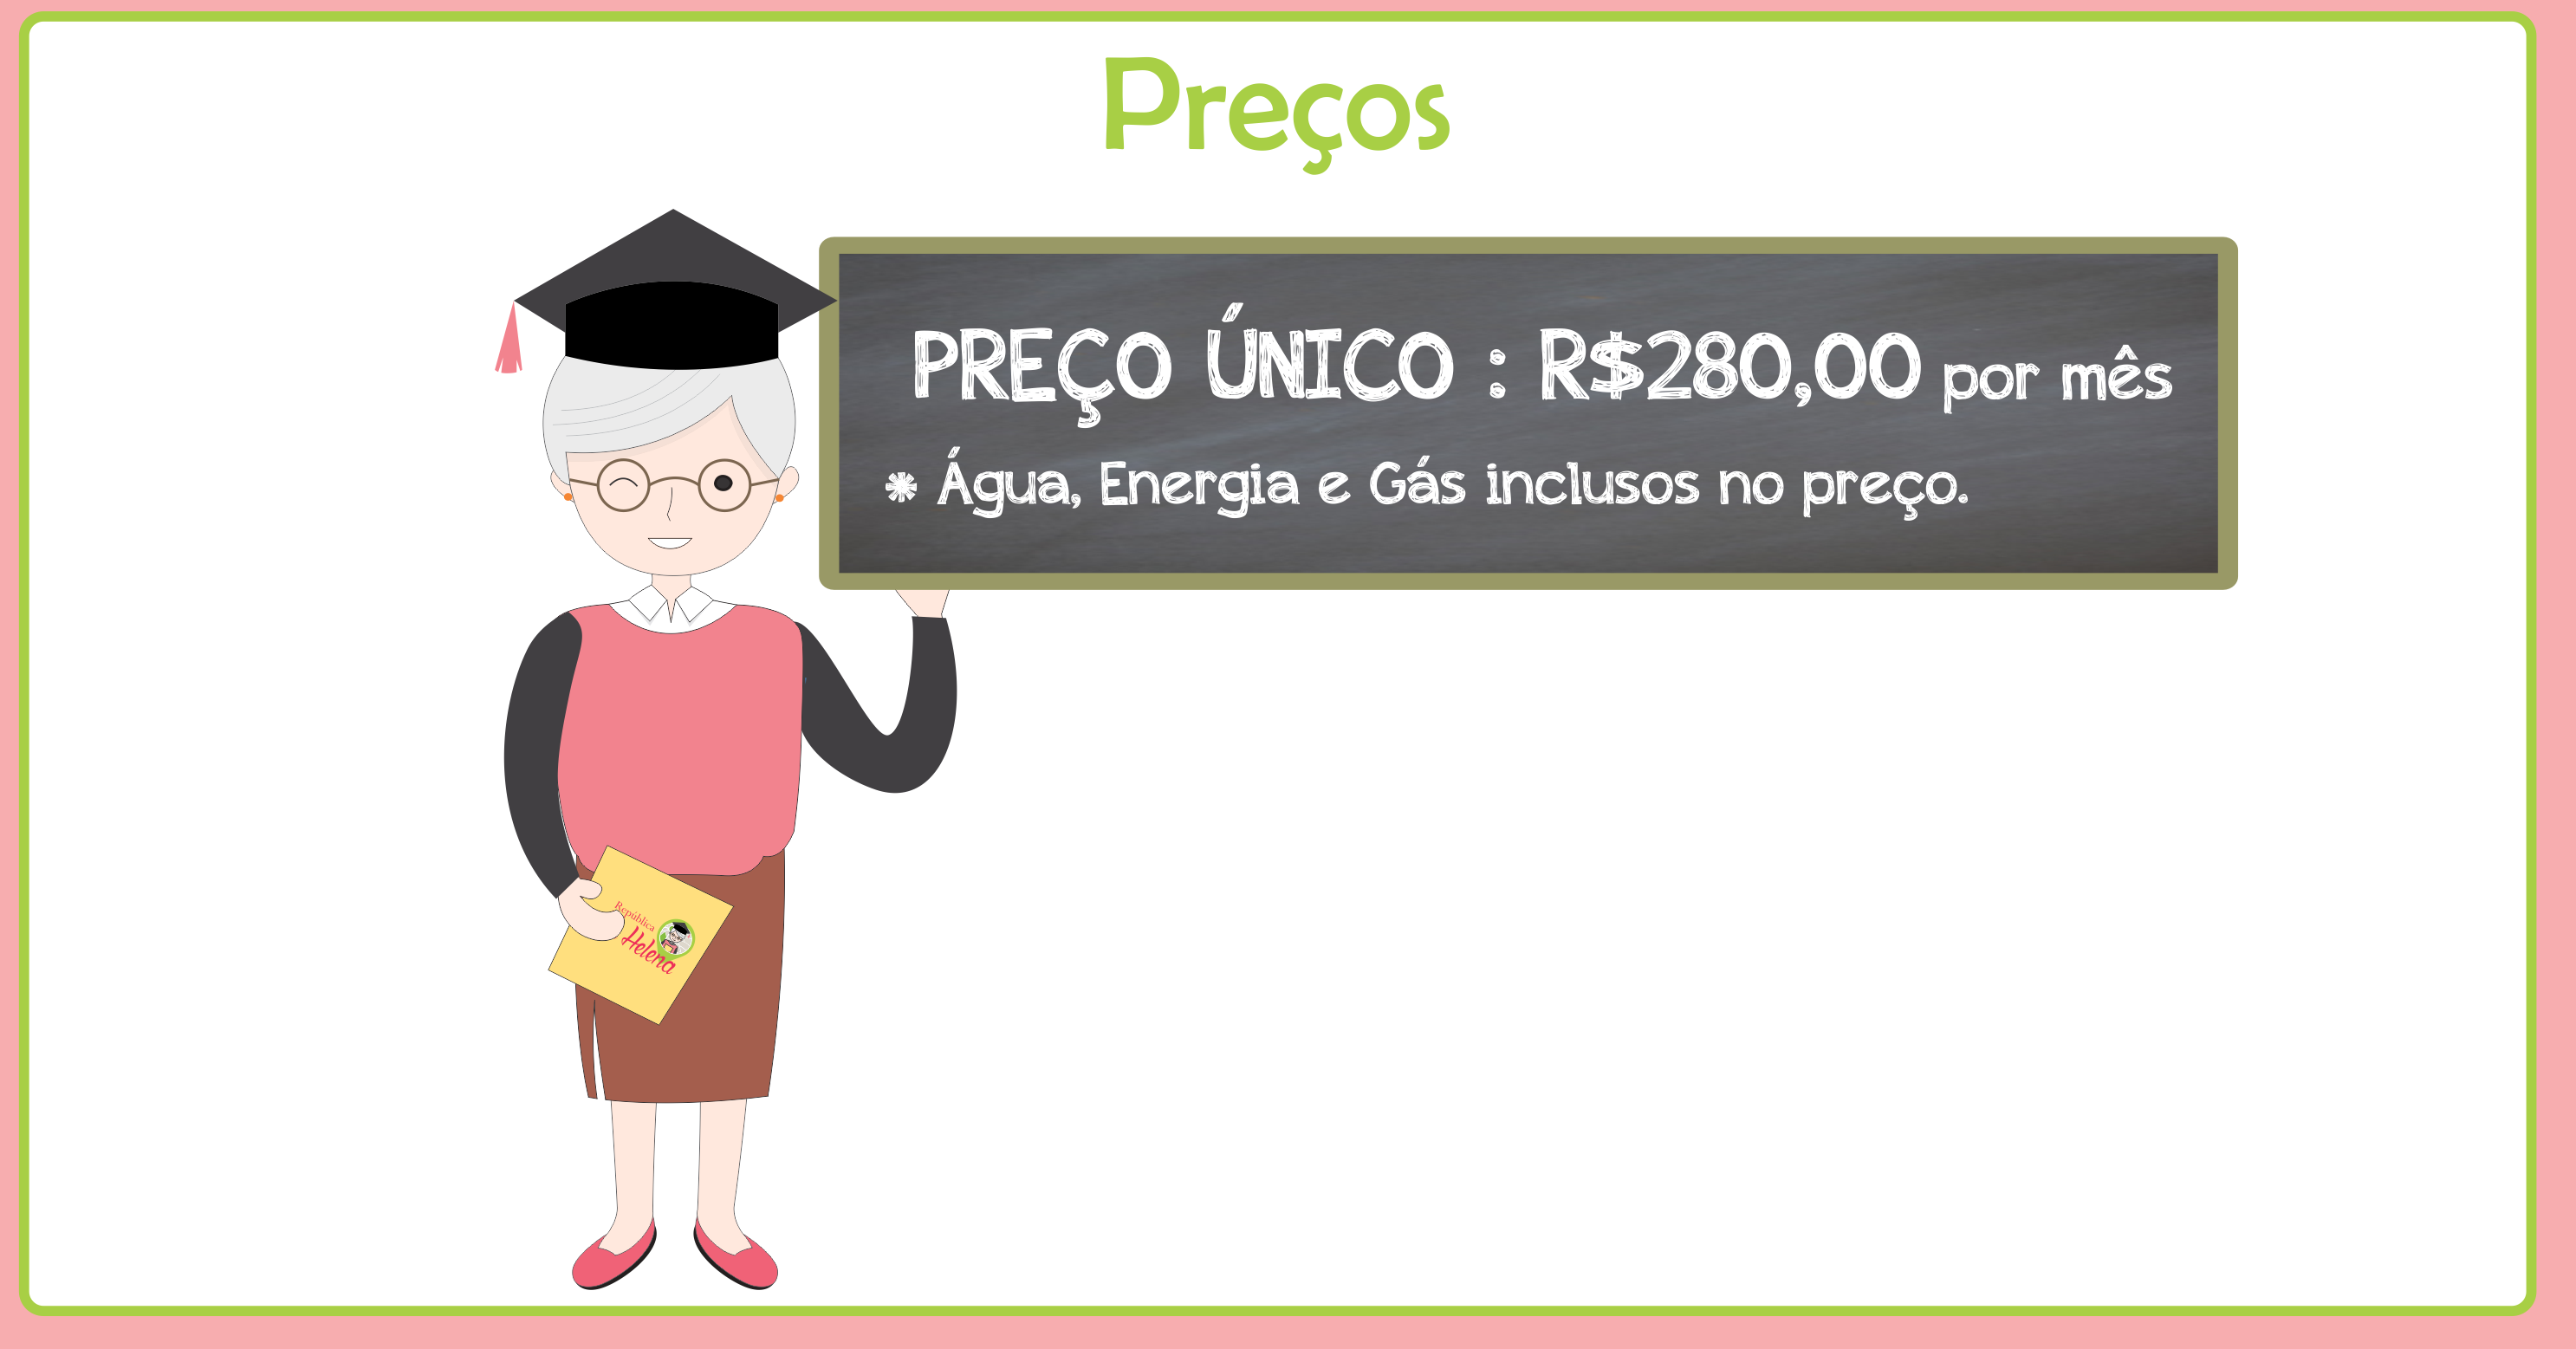 Preços
PREÇO ÚNICO : R$280,00 por mês
* Água, Energia e Gás inclusos no preço.
República
Helena